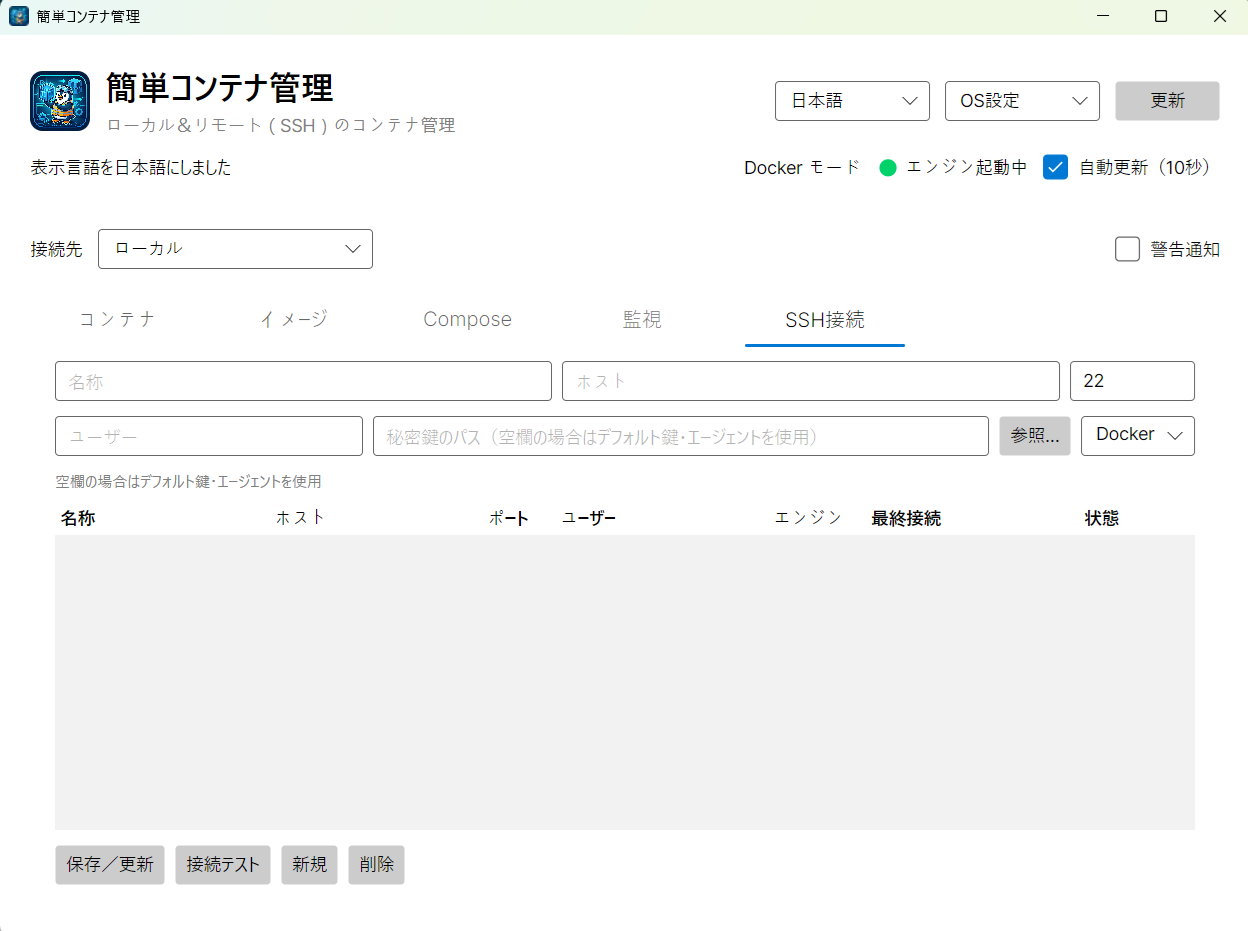 簡単コンテナ管理
簡単コンテナ管理
ローカル＆リモート ( SSH ) のコンテナ管理
日本語
OS設定
更新
表示言語を日本語にしました
Docker モード
エンジン起動中
自動更新（10秒）
接続先
ローカル
警告通知
コンテナ
イメージ
Compose
監視
SSH接続
名称
ホスト
22
ユーザー
秘密鍵のパス（空欄の場合はデフォルト鍵・エージェントを使用）
参照...
Docker
空欄の場合はデフォルト鍵・エージェントを使用
名称 ホスト ポート ユーザー エンジン 最終接続 状態
保存／更新
接続テスト
新規
削除